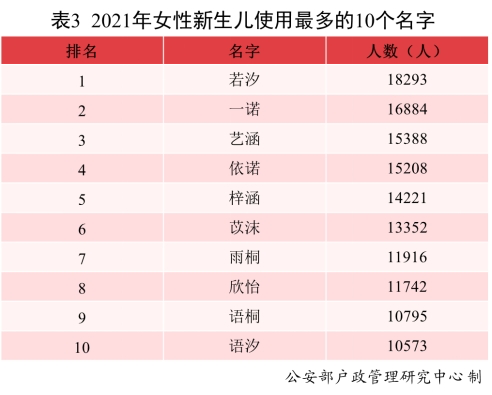 表3 2021年女性新生儿使用最多的10个名字
排名 名字 人数（人）
1 若汐 18293
2 一诺 16884
3 艺涵 15388
4 依诺 15208
5 梓涵 14221
6 苡沫 13352
7 雨桐 11916
8 欣怡 11742
9 语桐 10795
10 语汐 10573
公安部户政管理研究中心 制